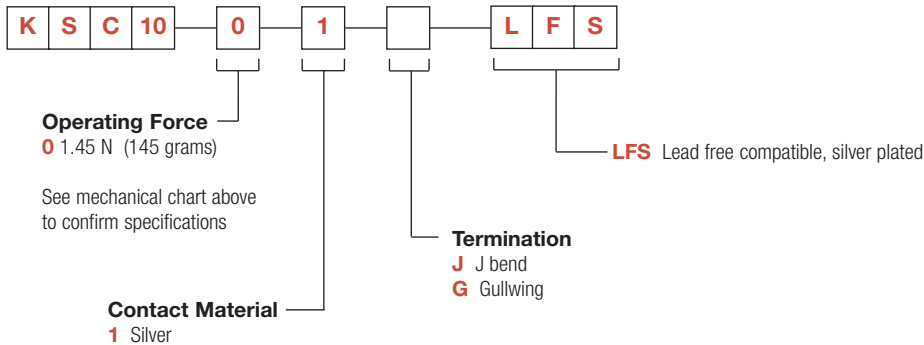 K S C 10 0 1 L F S
Operating Force
0 1.45 N (145 grams)
See mechanical chart above
to confirm specifications
LFS Lead free compatible, silver plated
Termination
J J bend
G Gullwing
Contact Material
1 Silver